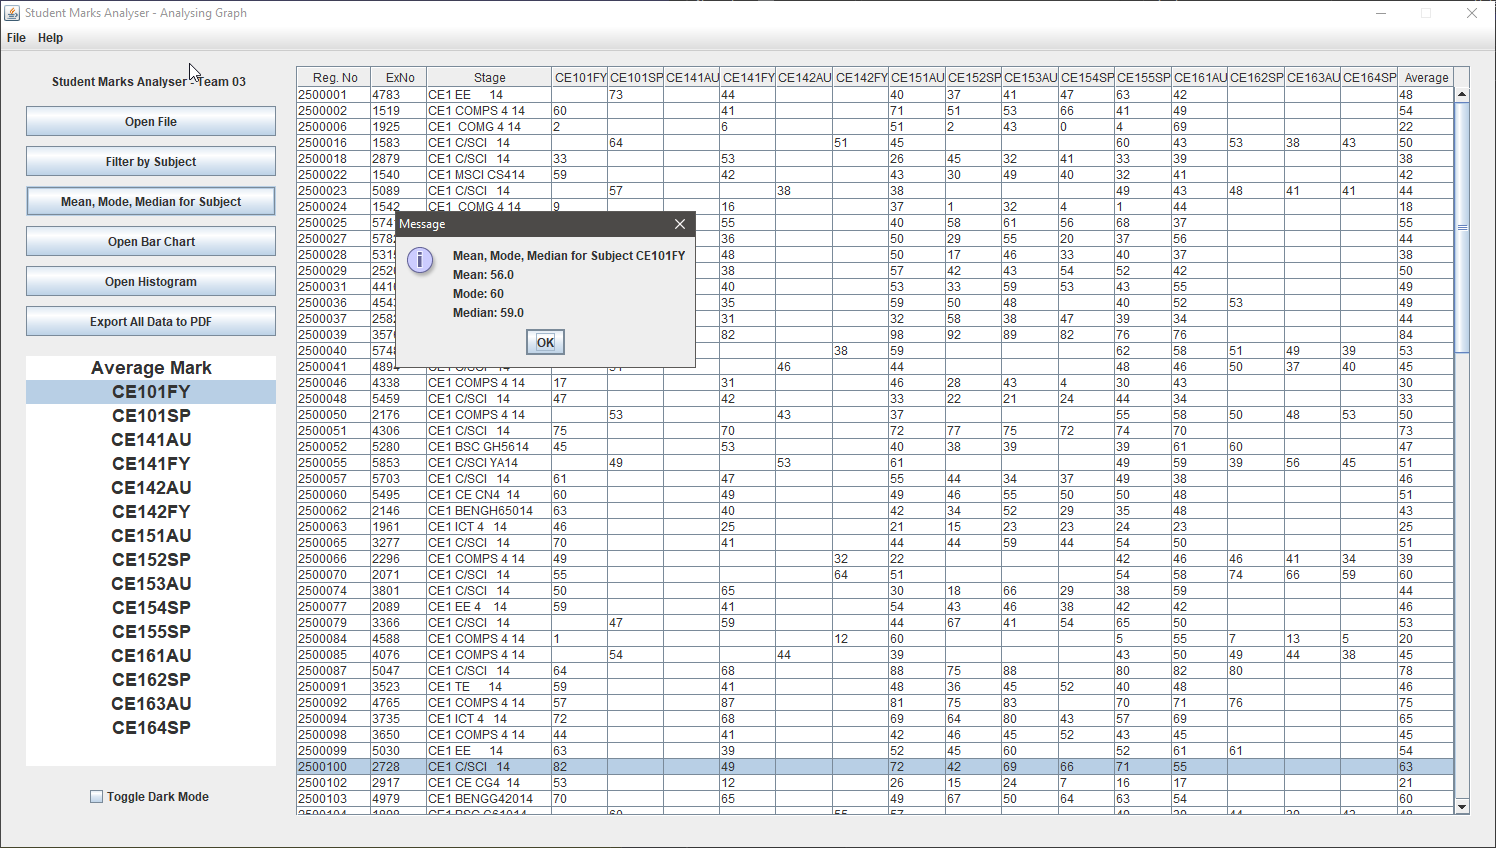 Student Marks Analyser - Analysing Graph
File Help
Student Marks Analyser - Team 03
Open File
Filter by Subject
Mean, Mode, Median for Subject
Open Bar Chart
Open Histogram
Export All Data to PDF
Average Mark
CE101FY
CE101SP
CE141AU
CE141FY
CE142AU
CE142FY
CE151AU
CE152SP
CE153AU
CE154SP
CE155SP
CE161AU
CE162SP
CE163AU
CE164SP
Toggle Dark Mode
Reg. No ExNo Stage CE101FY CE101SP CE141AU CE141FY CE142AU CE142FY CE151AU CE152SP CE153AU CE154SP CE155SP CE161AU CE162SP CE163AU CE164SP Average
2500001 4783 CE1 EE 14 73 44 40 37 41 47 63 42 48
2500002 1519 CE1 COMPS 4 14 60 41 71 51 53 66 41 49 54
2500006 1925 CE1 COMG 4 14 2 6 51 2 43 0 4 69 22
2500016 1583 CE1 C/SCI 14 64 51 45 60 43 53 38 43 50
2500018 2879 CE1 C/SCI 14 33 53 26 45 32 41 33 39 38
2500022 1540 CE1 MSCI CS414 59 42 43 30 49 40 32 41 42
2500023 5089 CE1 C/SCI 14 57 38 38 49 43 48 41 41 44
2500024 1542 CE1 COMG 4 14 9 16 37 1 32 4 1 44 18
2500025 55 40 58 61 56 68 37 55
2500027 36 50 29 55 20 37 56 44
2500028 48 50 17 46 33 40 37 38
2500029 38 57 42 43 54 52 42 50
2500031 40 53 33 59 53 43 55 49
2500036 35 59 50 48 40 52 53 49
2500037 31 32 58 38 47 39 34 44
2500039 82 98 92 89 82 76 76 84
2500040 38 59 62 58 51 49 39 53
2500041 46 44 48 46 50 37 40 45
2500046 4338 CE1 COMPS 4 14 17 31 46 28 43 4 30 43 30
2500048 5459 CE1 C/SCI 14 47 42 33 22 21 24 44 34 33
2500050 2176 CE1 COMPS 4 14 53 43 37 55 58 50 48 53 50
2500051 4306 CE1 C/SCI 14 75 70 72 77 75 72 74 70 73
2500052 5280 CE1 BSC GH5614 45 53 40 38 39 39 61 60 47
2500055 5853 CE1 C/SCI YA14 49 53 61 49 59 39 56 45 51
2500057 5703 CE1 C/SCI 14 61 47 55 44 34 37 49 38 46
2500060 5495 CE1 CE CN4 14 60 49 49 46 55 50 50 48 51
2500062 2146 CE1 BENGH65014 63 40 42 34 52 29 35 48 43
2500063 1961 CE1 ICT 4 14 46 25 21 15 23 23 24 23 25
2500065 3277 CE1 C/SCI 14 70 41 44 44 59 44 54 50 51
2500066 2296 CE1 COMPS 4 14 49 32 22 42 46 46 41 34 39
2500070 2071 CE1 C/SCI 14 55 64 51 54 58 74 66 59 60
2500074 3801 CE1 C/SCI 14 50 65 30 18 66 29 38 59 44
2500077 2089 CE1 EE 4 14 59 41 54 43 46 38 42 42 46
2500079 3366 CE1 C/SCI 14 47 59 44 67 41 54 65 50 53
2500084 4588 CE1 COMPS 4 14 1 12 60 5 55 7 13 5 20
2500085 4076 CE1 COMPS 4 14 54 44 39 43 50 49 44 38 45
2500087 5047 CE1 C/SCI 14 64 68 88 75 88 80 82 80 78
2500091 3523 CE1 TE 14 59 41 48 36 45 52 40 48 46
2500092 4765 CE1 COMPS 4 14 57 87 81 75 83 70 71 76 75
2500094 3735 CE1 ICT 4 14 72 68 69 64 80 43 57 69 65
2500098 3650 CE1 COMPS 4 14 44 41 42 46 45 52 43 45 45
2500099 5030 CE1 EE 14 63 39 52 45 60 52 61 61 54
2500100 2728 CE1 C/SCI 14 82 49 72 42 69 66 71 55 63
2500102 2917 CE1 CE CG4 14 53 12 26 15 24 7 16 17 21
2500103 4979 CE1 BENGG42014 70 65 49 67 50 64 63 54 60
Message
Mean, Mode, Median for Subject CE101FY
Mean: 56.0
Mode: 60
Median: 59.0
OK